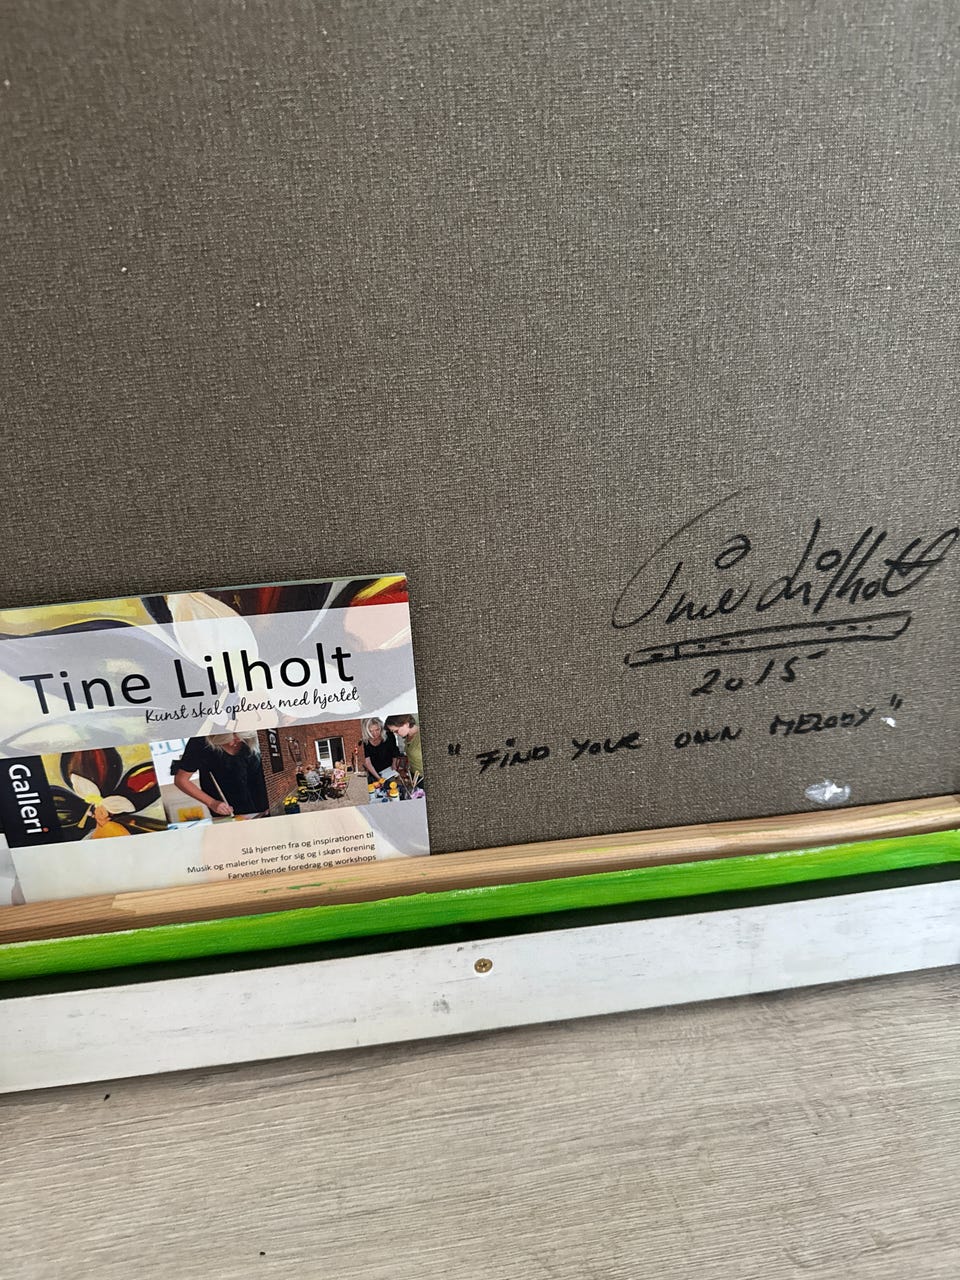 Tine Lilholt
2015
"FIND YOUR OWN MELODY"
Tine Lilholt
Kunst skal opleves med hjertet
Galleri
leri
Slå hjernen fra og inspirationen til
Musik og malerier hver for sig og i skøn forening
Farvestrålende foredrag og workshops